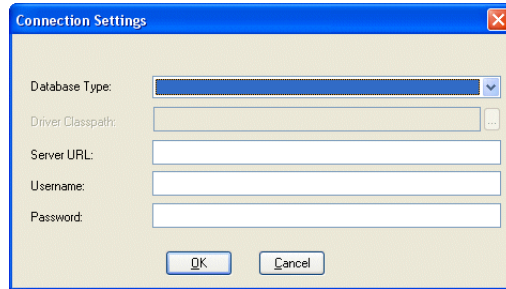 Connection Settings
Database Type:
Driver Classpath:
...
Server URL:
Username:
Password:
OK Cancel